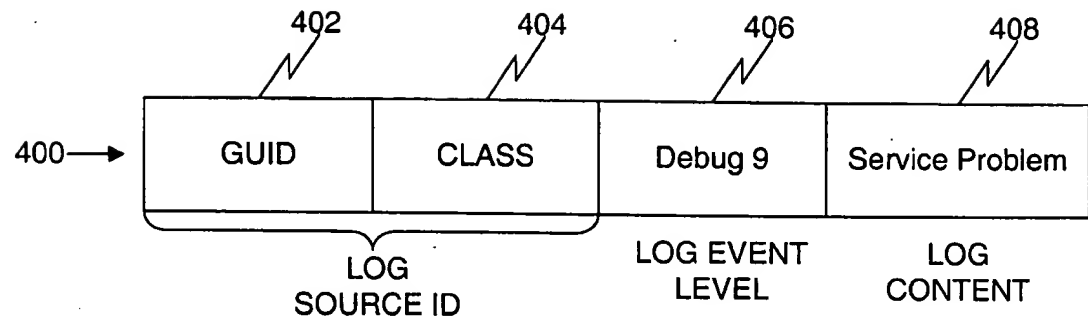 402 404 406 408
400 GUID CLASS Debug 9 Service Problem
LOG
SOURCE ID
LOG EVENT
LEVEL
LOG
CONTENT